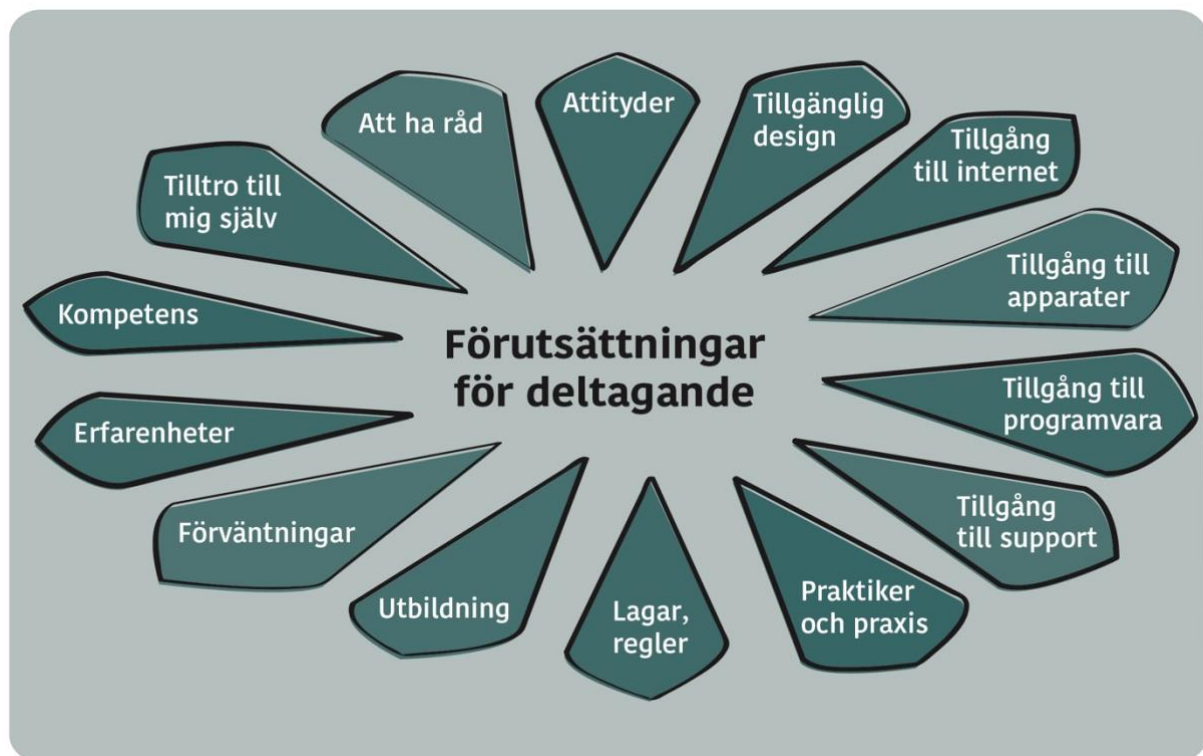 Attityder
Tillgänglig
design
Tillgång
till internet
Tillgång till
apparater
Tillgång till
programvara
Tillgång
till support
Praktiker
och praxis
Lagar,
regler
Utbildning
Förväntningar
Erfarenheter
Kompetens
Tilltro till
mig själv
Att ha råd
Förutsättningar
för deltagande